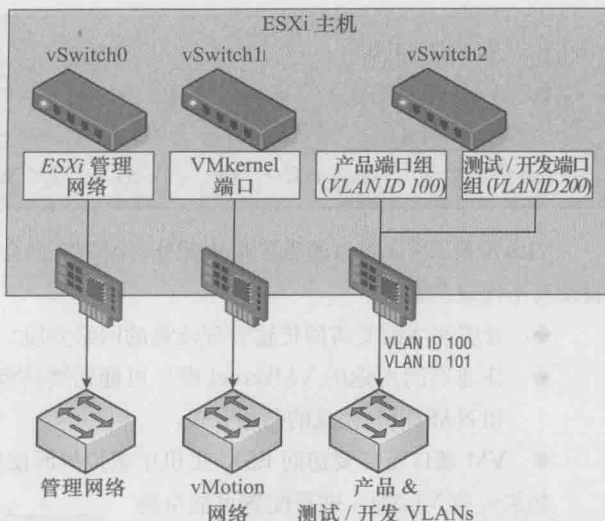 ESXi 主机
vSwitch0
vSwitch1
vSwitch2
ESXi 管理
网络
VMkernel
端口
产品端口组
(VLAN ID 100)
测试 / 开发端口
组 (VLAN ID 200)
VLAN ID 100
VLAN ID 101
管理网络
vMotion
网络
产品 &
测试 / 开发 VLANs